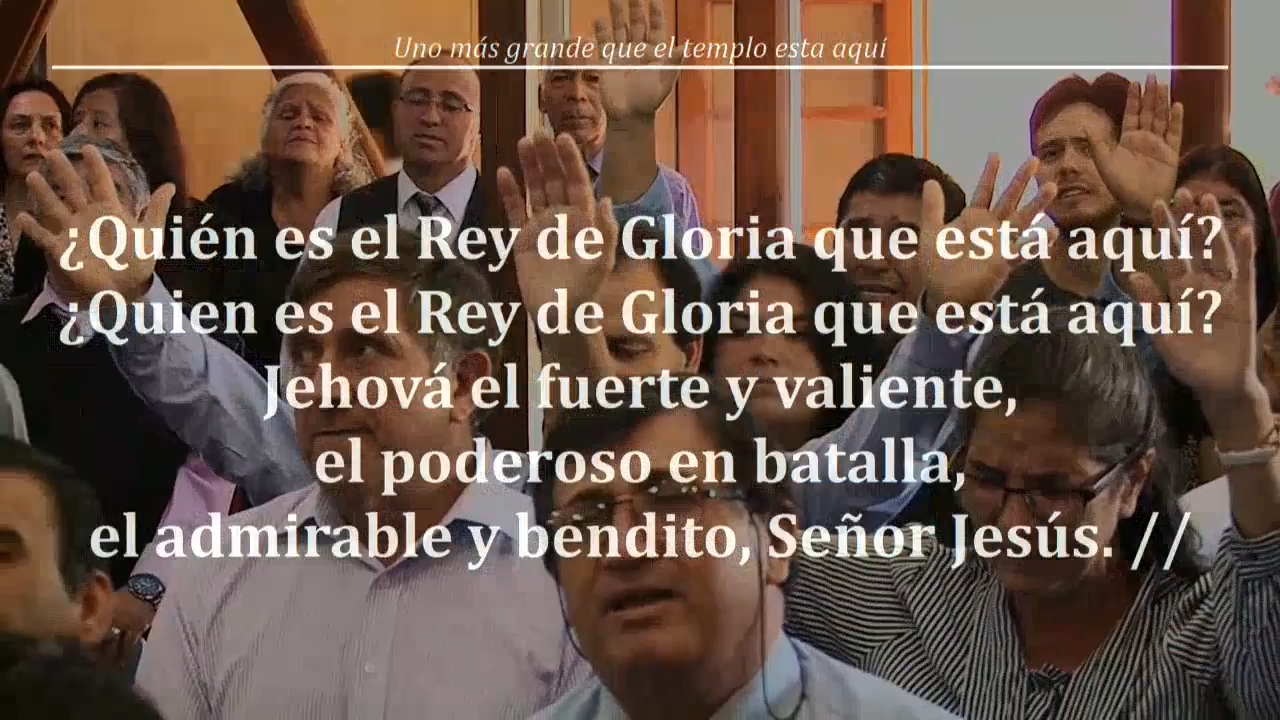 Uno más grande que el templo esta aquí
¿Quién es el Rey de Gloria que está aquí?
¿Quien es el Rey de Gloria que está aquí?
Jehová el fuerte y valiente,
el poderoso en batalla,
el admirable y bendito, Señor Jesús. //